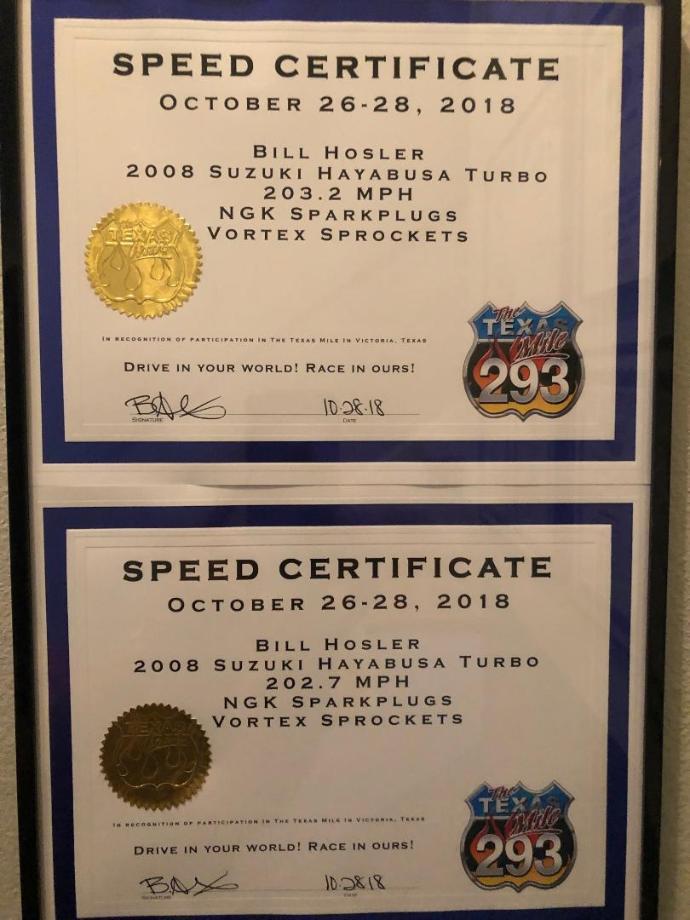 SPEED CERTIFICATE
OCTOBER 26-28, 2018
BILL HOSLER
2008 SUZUKI HAYABUSA TURBO
203.2 MPH
NGK SPARKPLUGS
VORTEX SPROCKETS
TEXAS
IN RECOGNITION OF PARTICIPATION IN THE TEXAS MILE IN VICTORIA, TEXAS
DRIVE IN YOUR WORLD! RACE IN OURS!
The
TEXAS
Mile
293
10.28.18
SIGNATURE
DATE
SPEED CERTIFICATE
OCTOBER 26-28, 2018
BILL HOSLER
2008 SUZUKI HAYABUSA TURBO
202.7 MPH
NGK SPARKPLUGS
VORTEX SPROCKETS
TEXAS
IN RECOGNITION OF PARTICIPATION IN THE TEXAS MILE IN VICTORIA, TEXAS
DRIVE IN YOUR WORLD! RACE IN OURS!
The
TEXAS
Mile
293
10.28.18
SIGNATURE
DATE